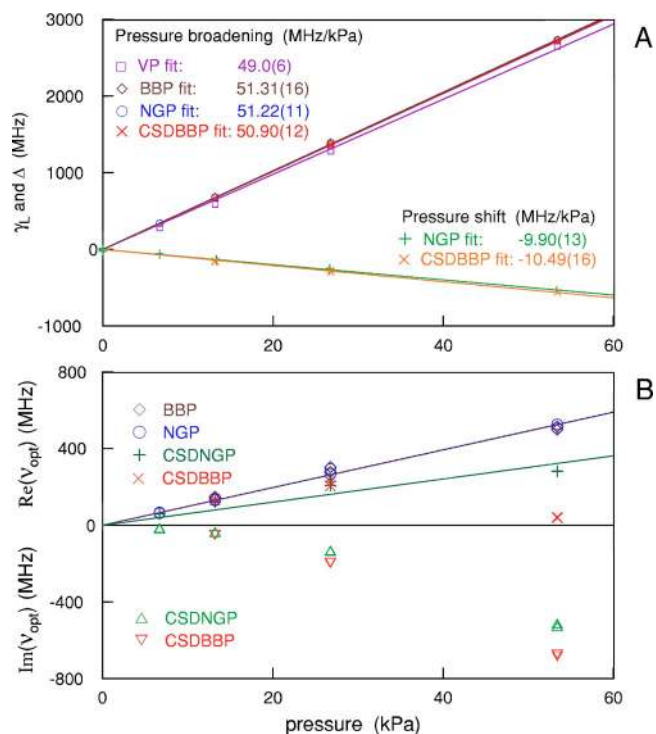 3000
A
Pressure broadening (MHz/kPa)
VP fit: 49.0(6)
BBP fit: 51.31(16)
NGP fit: 51.22(11)
CSDBBP fit: 50.90(12)
2000
1000
γL and Δ (MHz)
Pressure shift (MHz/kPa)
NGP fit: -9.90(13)
CSDBBP fit: -10.49(16)
0
-1000
0 20 40 60
800
B
BBP
NGP
CSDNGP
CSDBBP
400
Re(νopt) (MHz)
0
Im(νopt) (MHz)
-400
CSDNGP
CSDBBP
-800
0 20 40 60
pressure (kPa)